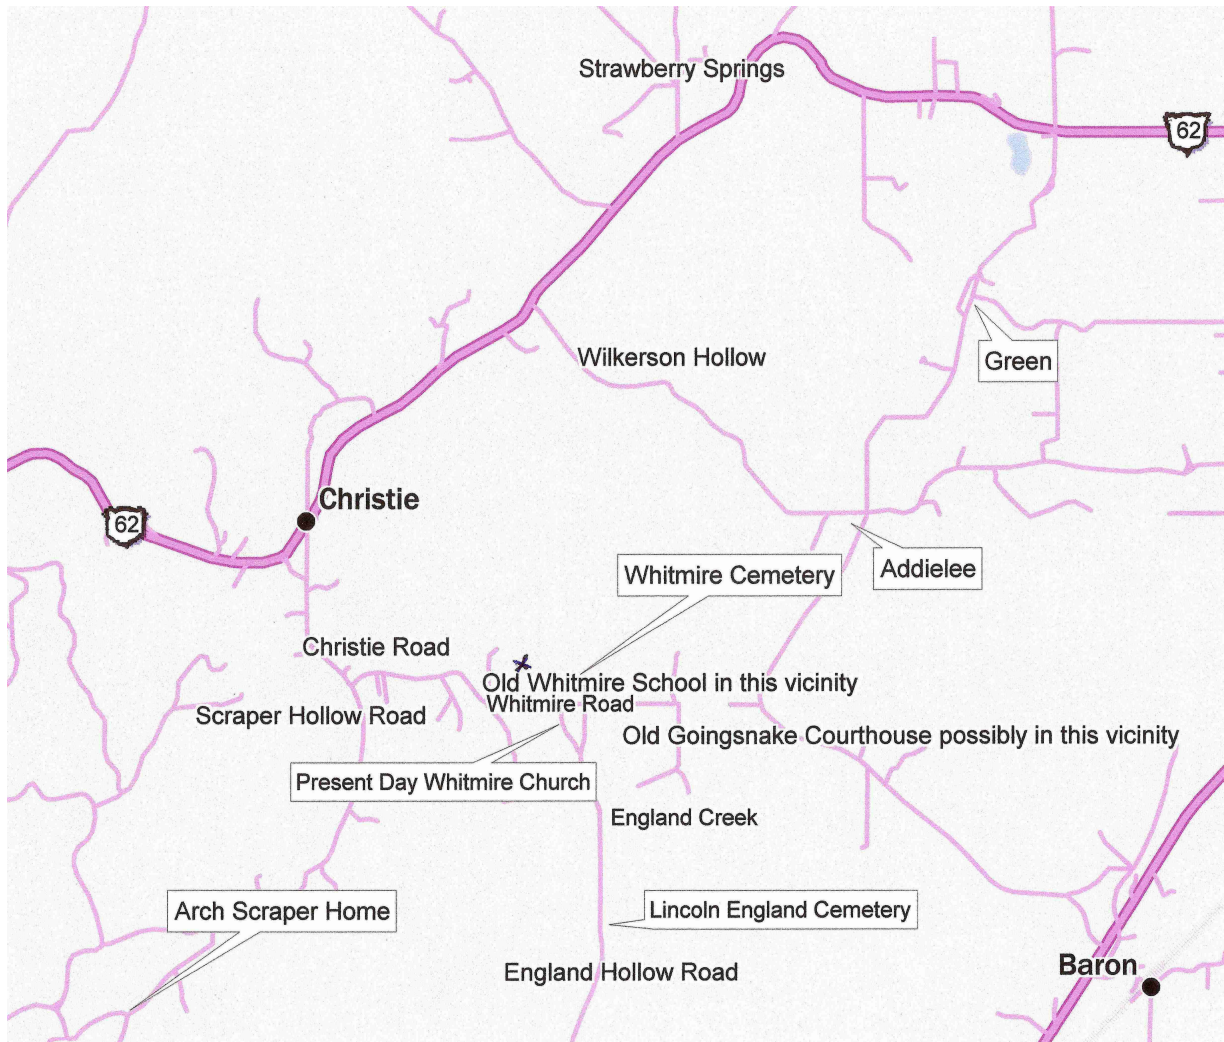 Strawberry Springs
62
Wilkerson Hollow
Green
Christie
62
Whitmire Cemetery
Addielee
Christie Road
Old Whitmire School in this vicinity
Whitmire Road
Scraper Hollow Road
Old Goingsnake Courthouse possibly in this vicinity
Present Day Whitmire Church
England Creek
Arch Scraper Home
Lincoln England Cemetery
Baron
England Hollow Road